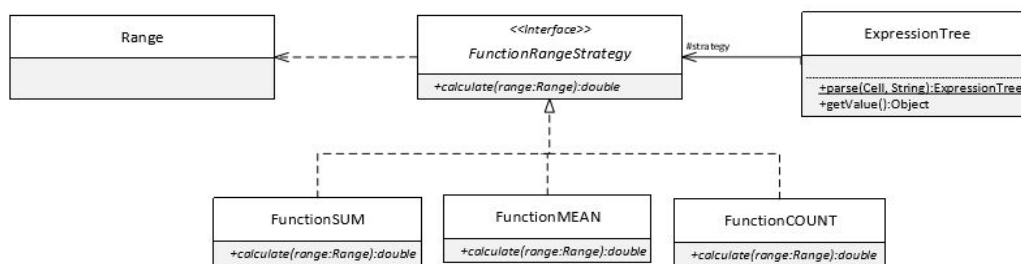 Range
<<Interface>>
FunctionRangeStrategy
+calculate(range:Range):double
#strategy
ExpressionTree
+parse(Cell, String):ExpressionTree
+getValue():Object
FunctionSUM
+calculate(range:Range):double
FunctionMEAN
+calculate(range:Range):double
FunctionCOUNT
+calculate(range:Range):double